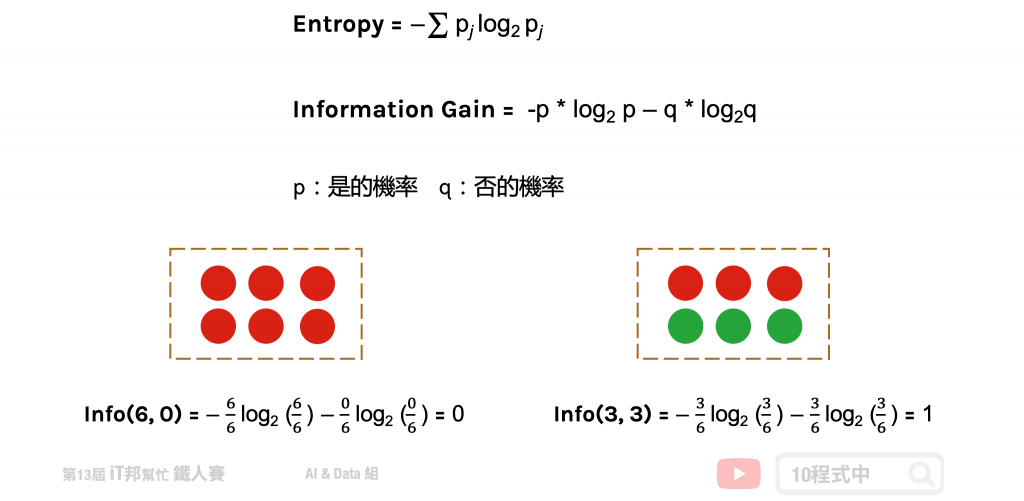 Entropy = −∑ pⱼ log₂ pⱼ
Information Gain = -p * log₂ p – q * log₂q
p：是的機率 q：否的機率
Info(6, 0) = − 6/6 log₂ (6/6) − 0/6 log₂ (0/6) = 0
Info(3, 3) = − 3/6 log₂ (3/6) − 3/6 log₂ (3/6) = 1
第13屆 iT邦幫忙 鐵人賽
AI & Data 組
10程式中